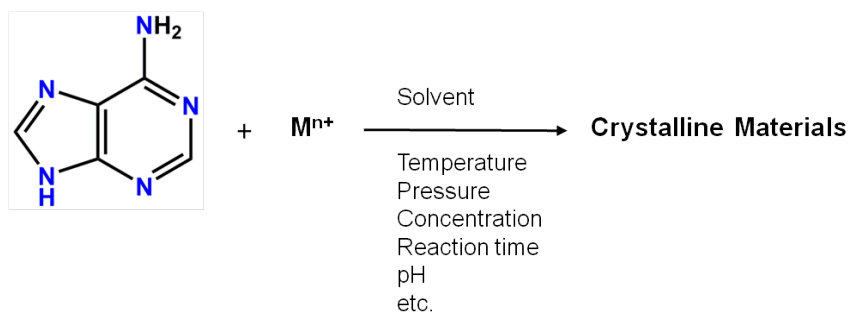 NH₂
N
N
N
H
N
+
Mⁿ⁺
Solvent
Temperature
Pressure
Concentration
Reaction time
pH
etc.
Crystalline Materials